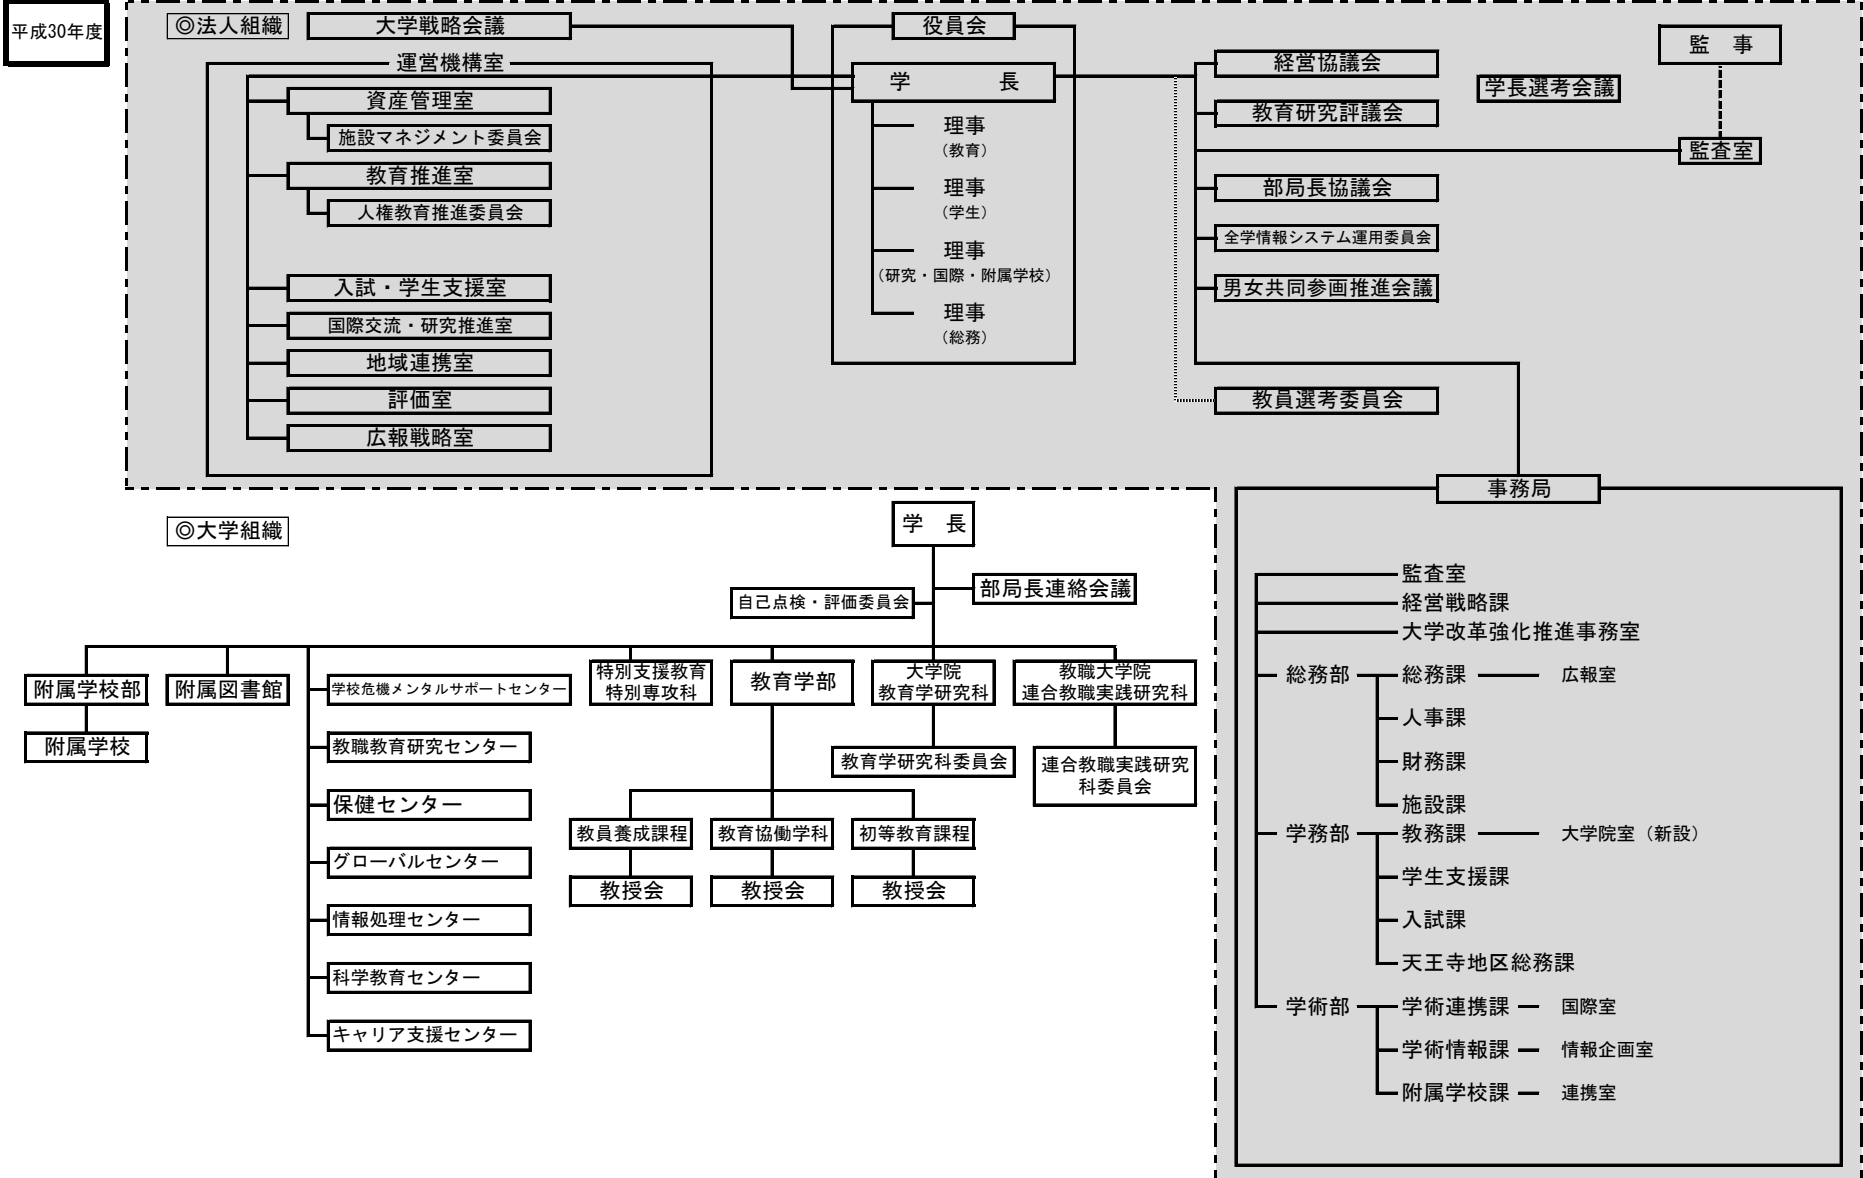 平成30年度
◎法人組織
大学戦略会議
役員会
監　事
運営機構室
学　長
経営協議会
学長選考会議
資産管理室
教育研究評議会
施設マネジメント委員会
理事
（教育）
監査室
教育推進室
理事
（学生）
部局長協議会
人権教育推進委員会
理事
（研究・国際・附属学校）
全学情報システム運用委員会
入試・学生支援室
男女共同参画推進会議
国際交流・研究推進室
理事
（総務）
地域連携室
評価室
教員選考委員会
広報戦略室
◎大学組織
学　長
部局長連絡会議
自己点検・評価委員会
附属学校部
附属図書館
学校危機メンタルサポートセンター
特別支援教育
特別専攻科
教育学部
大学院
教育学研究科
教職大学院
連合教職実践研究科
附属学校
教職教育研究センター
教育学研究科委員会
連合教職実践研究
科委員会
保健センター
教員養成課程
教育協働学科
初等教育課程
グローバルセンター
教授会
教授会
教授会
情報処理センター
科学教育センター
キャリア支援センター
事務局
監査室
経営戦略課
大学改革強化推進事務室
総務部
総務課
広報室
人事課
財務課
施設課
学務部
教務課
大学院室（新設）
学生支援課
入試課
天王寺地区総務課
学術部
学術連携課
国際室
学術情報課
情報企画室
附属学校課
連携室